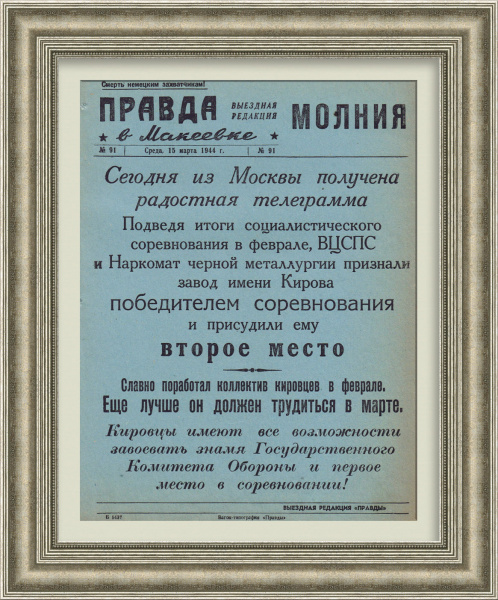 Смерть немецким захватчикам!
ПРАВДА ВЫЕЗДНАЯ РЕДАКЦИЯ МОЛНИЯ
в Макеевке
№ 91 Среда, 15 марта 1944 г. № 91
Сегодня из Москвы получена
радостная телеграмма
Подведя итоги социалистического
соревнования в феврале, ВЦСПС
и Наркомат черной металлургии признали
завод имени Кирова
победителем соревнования
и присудили ему
второе место
Славно поработал коллектив кировцев в феврале.
Еще лучше он должен трудиться в марте.
Кировцы имеют все возможности
завоевать знамя Государственного
Комитета Обороны и первое
место в соревновании!
ВЫЕЗДНАЯ РЕДАКЦИЯ «ПРАВДЫ»
Вагон-типография «Правды»